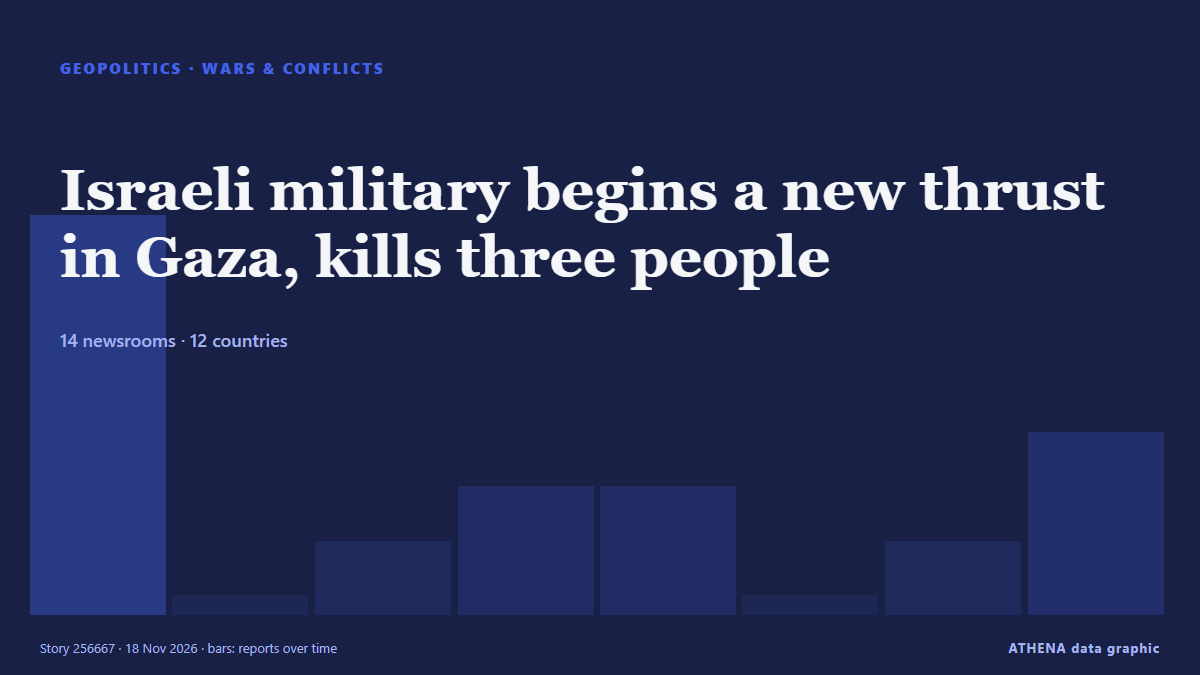 GEOPOLITICS · WARS & CONFLICTS
Israeli military begins a new thrust
in Gaza, kills three people
14 newsrooms · 12 countries
Story 256667 · 18 Nov 2026 · bars: reports over time
ATHENA data graphic